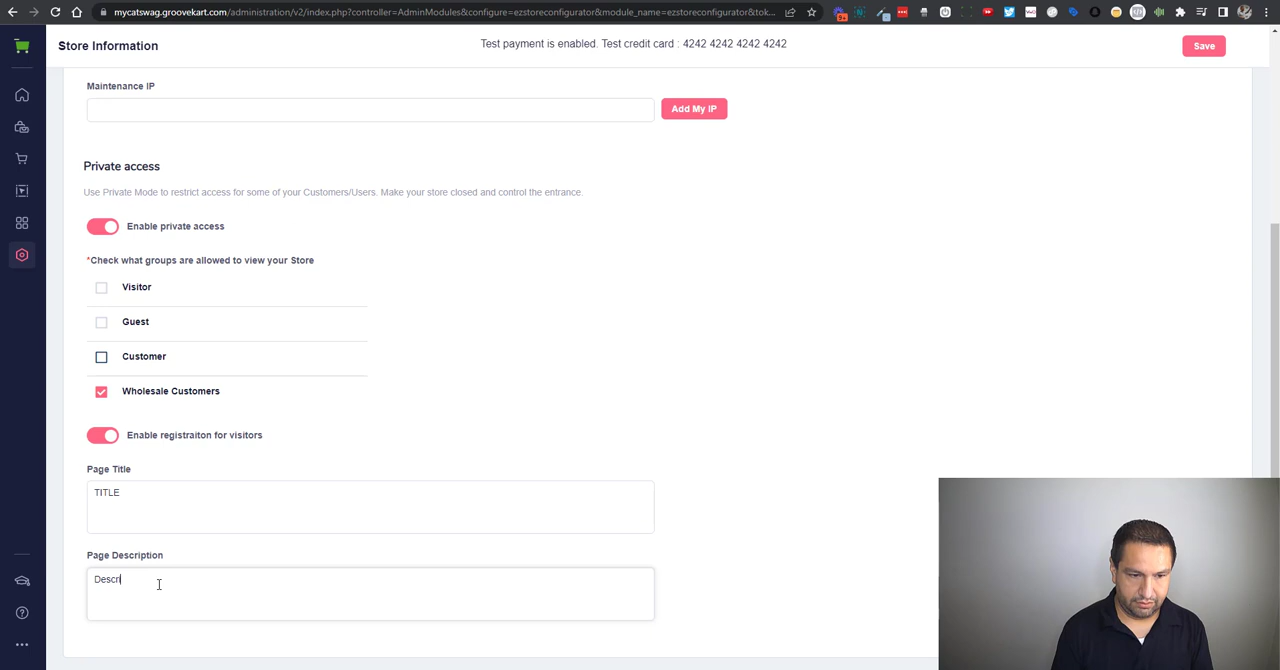 mycatswag.groovekart.com/administration/v2/index.php?controller=AdminModules&configure=ezstoreconfigurator&module_name=ezstoreconfigurator&tok...
Store Information
Test payment is enabled. Test credit card : 4242 4242 4242 4242
Save
Maintenance IP
Add My IP
Private access
Use Private Mode to restrict access for some of your Customers/Users. Make your store closed and control the entrance.
Enable private access
*Check what groups are allowed to view your Store
Visitor
Guest
Customer
Wholesale Customers
Enable registraiton for visitors
Page Title
TITLE
Page Description
Descri